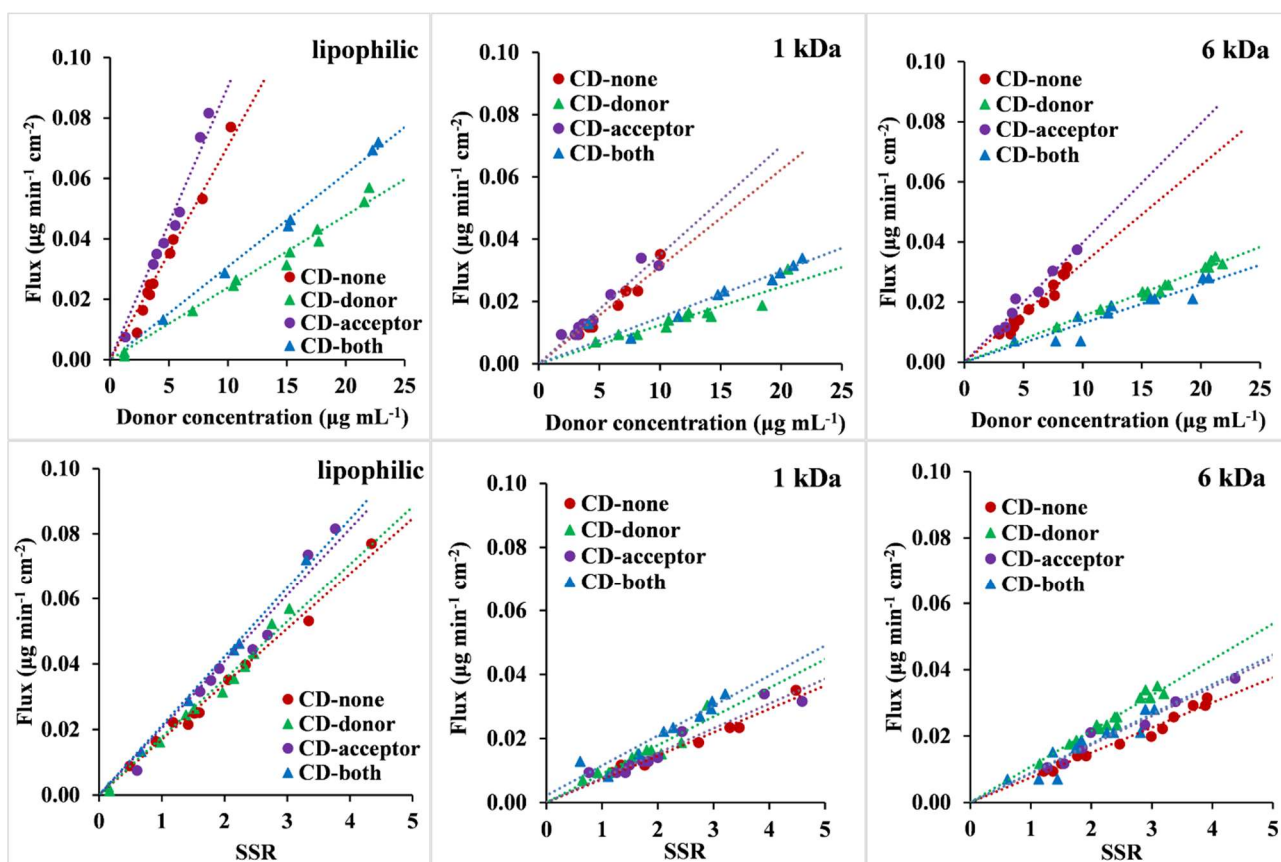 lipophilic
0.10
0.08
0.06
0.04
0.02
0.00
Flux (µg min⁻¹ cm⁻²)
CD-none
CD-donor
CD-acceptor
CD-both
0 5 10 15 20 25
Donor concentration (µg mL⁻¹)
1 kDa
0.10
0.08
0.06
0.04
0.02
0.00
Flux (µg min⁻¹ cm⁻²)
CD-none
CD-donor
CD-acceptor
CD-both
0 5 10 15 20 25
Donor concentration (µg mL⁻¹)
6 kDa
0.10
0.08
0.06
0.04
0.02
0.00
Flux (µg min⁻¹ cm⁻²)
CD-none
CD-donor
CD-acceptor
CD-both
0 5 10 15 20 25
Donor concentration (µg mL⁻¹)
lipophilic
0.10
0.08
0.06
0.04
0.02
0.00
Flux (µg min⁻¹ cm⁻²)
CD-none
CD-donor
CD-acceptor
CD-both
0 1 2 3 4 5
SSR
1 kDa
0.10
0.08
0.06
0.04
0.02
0.00
Flux (µg min⁻¹ cm⁻²)
CD-none
CD-donor
CD-acceptor
CD-both
0 1 2 3 4 5
SSR
6 kDa
0.10
0.08
0.06
0.04
0.02
0.00
Flux (µg min⁻¹ cm⁻²)
CD-none
CD-donor
CD-acceptor
CD-both
0 1 2 3 4 5
SSR